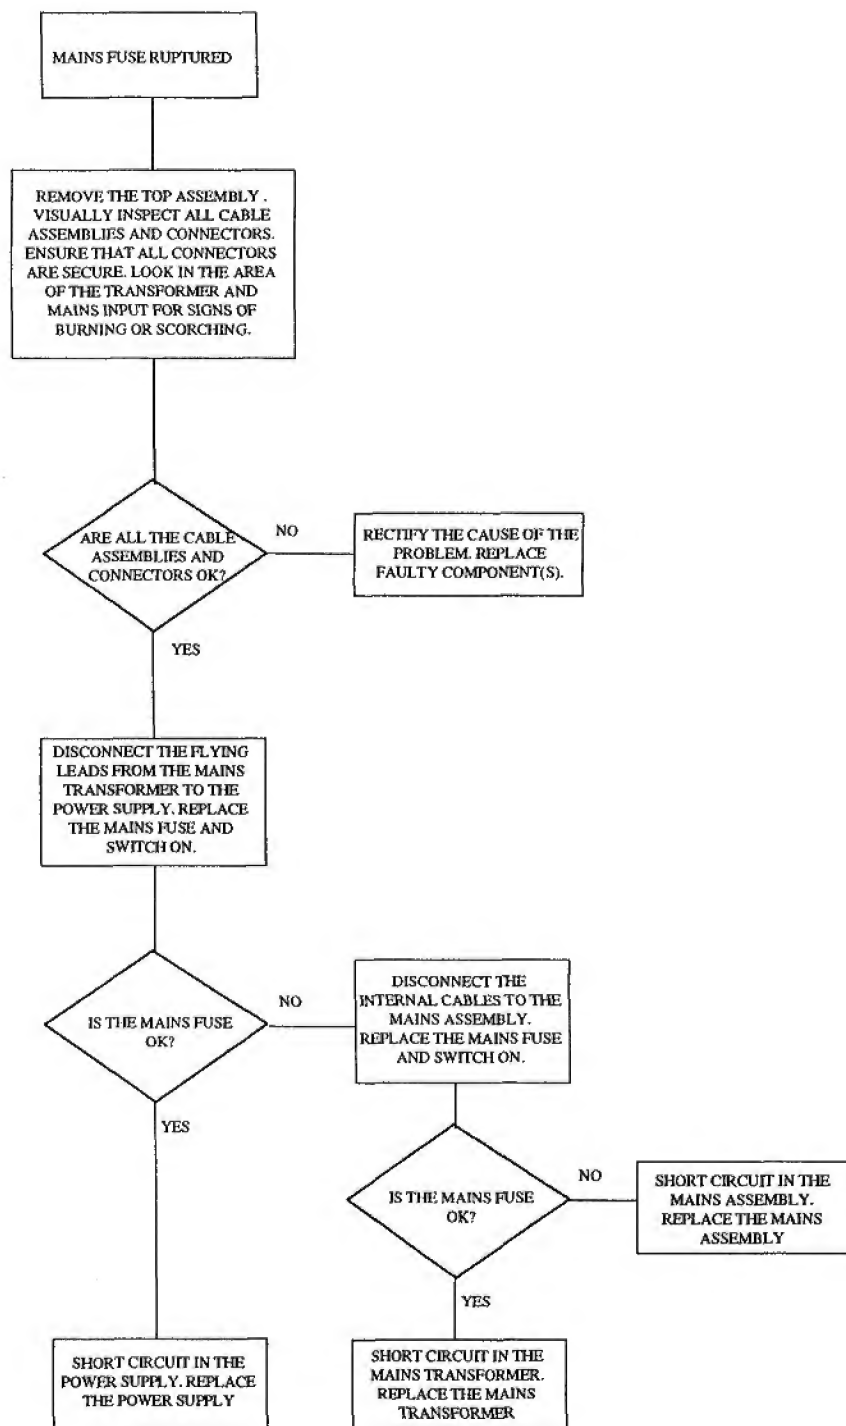 MAINS FUSE RUPTURED
REMOVE THE TOP ASSEMBLY .
VISUALLY INSPECT ALL CABLE
ASSEMBLIES AND CONNECTORS.
ENSURE THAT ALL CONNECTORS
ARE SECURE. LOOK IN THE AREA
OF THE TRANSFORMER AND
MAINS INPUT FOR SIGNS OF
BURNING OR SCORCHING.
ARE ALL THE CABLE
ASSEMBLIES AND
CONNECTORS OK?
NO
RECTIFY THE CAUSE OF THE
PROBLEM. REPLACE
FAULTY COMPONENT(S).
YES
DISCONNECT THE FLYING
LEADS FROM THE MAINS
TRANSFORMER TO THE
POWER SUPPLY. REPLACE
THE MAINS FUSE AND
SWITCH ON.
IS THE MAINS FUSE
OK?
NO
DISCONNECT THE
INTERNAL CABLES TO THE
MAINS ASSEMBLY.
REPLACE THE MAINS FUSE
AND SWITCH ON.
YES
IS THE MAINS FUSE
OK?
NO
SHORT CIRCUIT IN THE
MAINS ASSEMBLY.
REPLACE THE MAINS
ASSEMBLY
YES
SHORT CIRCUIT IN THE
POWER SUPPLY. REPLACE
THE POWER SUPPLY
SHORT CIRCUIT IN THE
MAINS TRANSFORMER.
REPLACE THE MAINS
TRANSFORMER